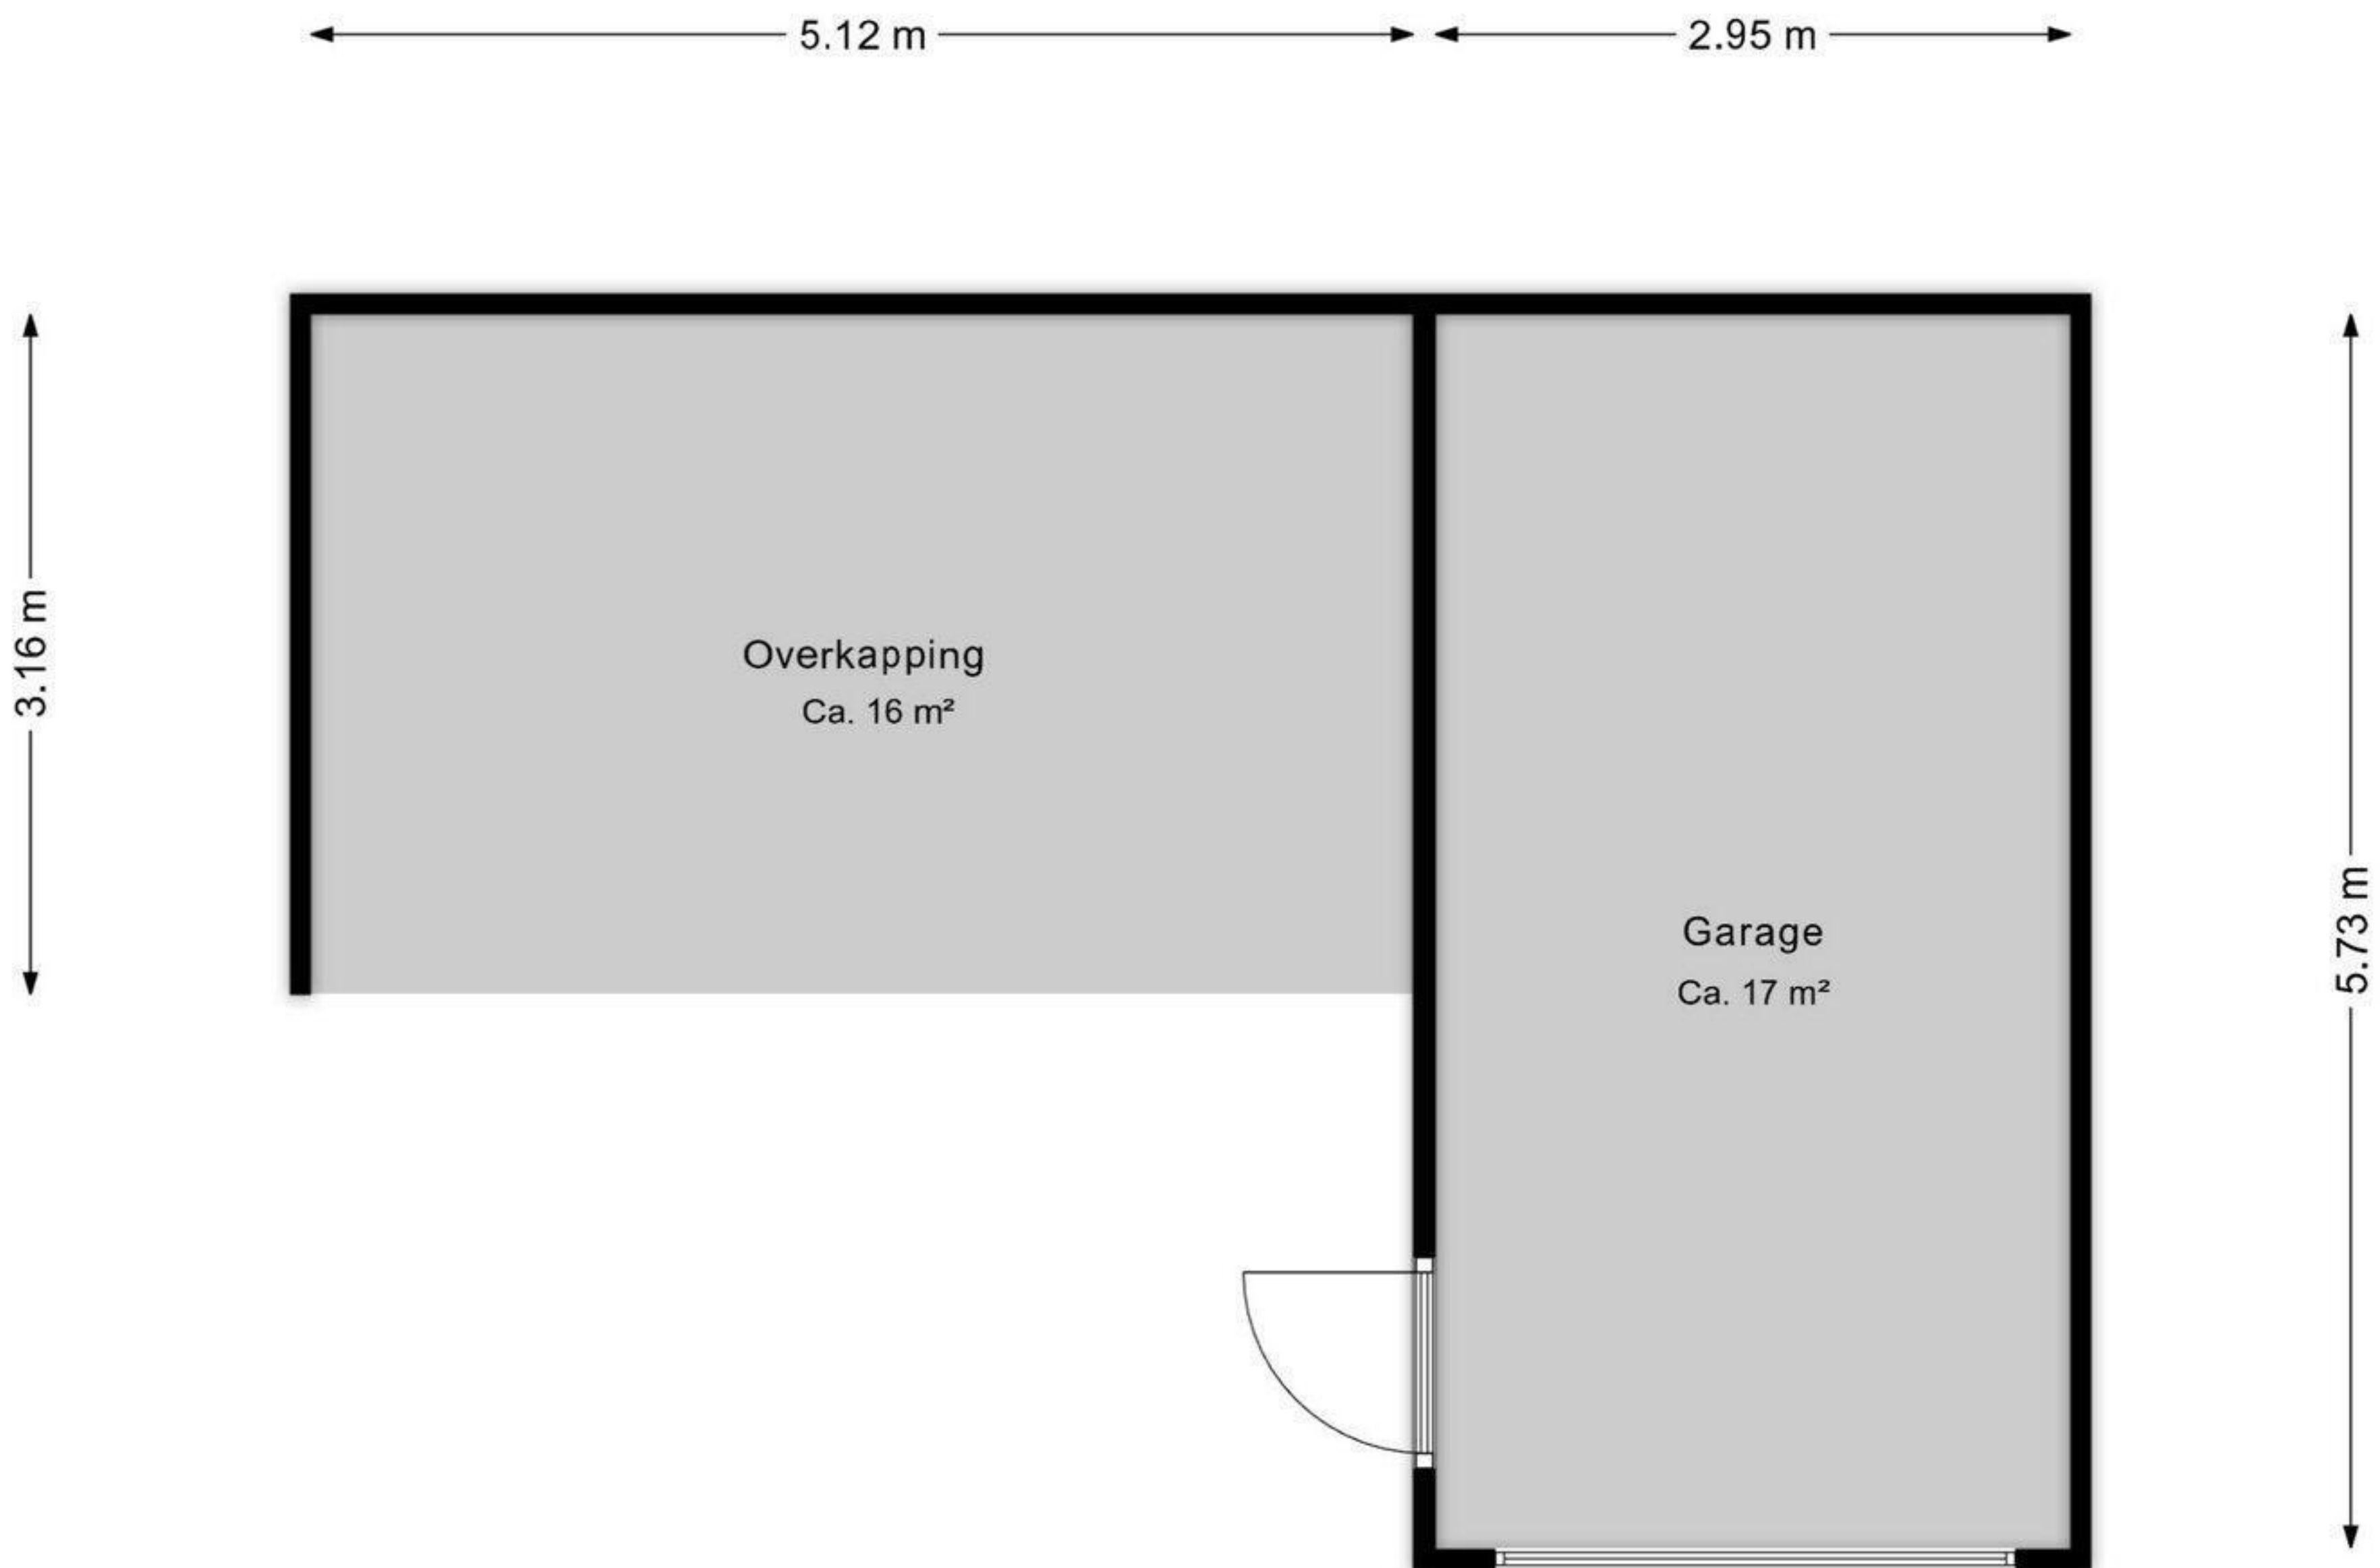 5.12 m
2.95 m
3.16 m
Overkapping
Ca. 16 m²
Garage
Ca. 17 m²
5.73 m